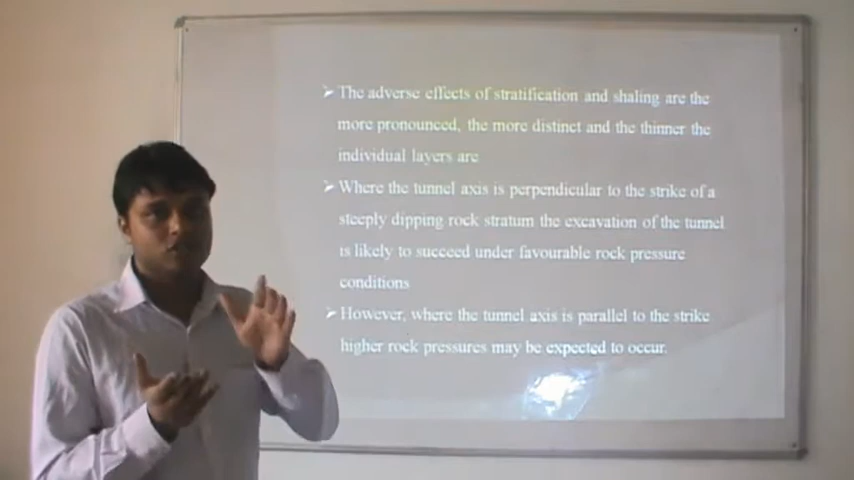 ➢ The adverse effects of stratification and shaling are the
more pronounced, the more distinct and the thinner the
individual layers are
➢ Where the tunnel axis is perpendicular to the strike of a
steeply dipping rock stratum the excavation of the tunnel
is likely to succeed under favourable rock pressure
conditions
➢ However, where the tunnel axis is parallel to the strike
higher rock pressures may be expected to occur.